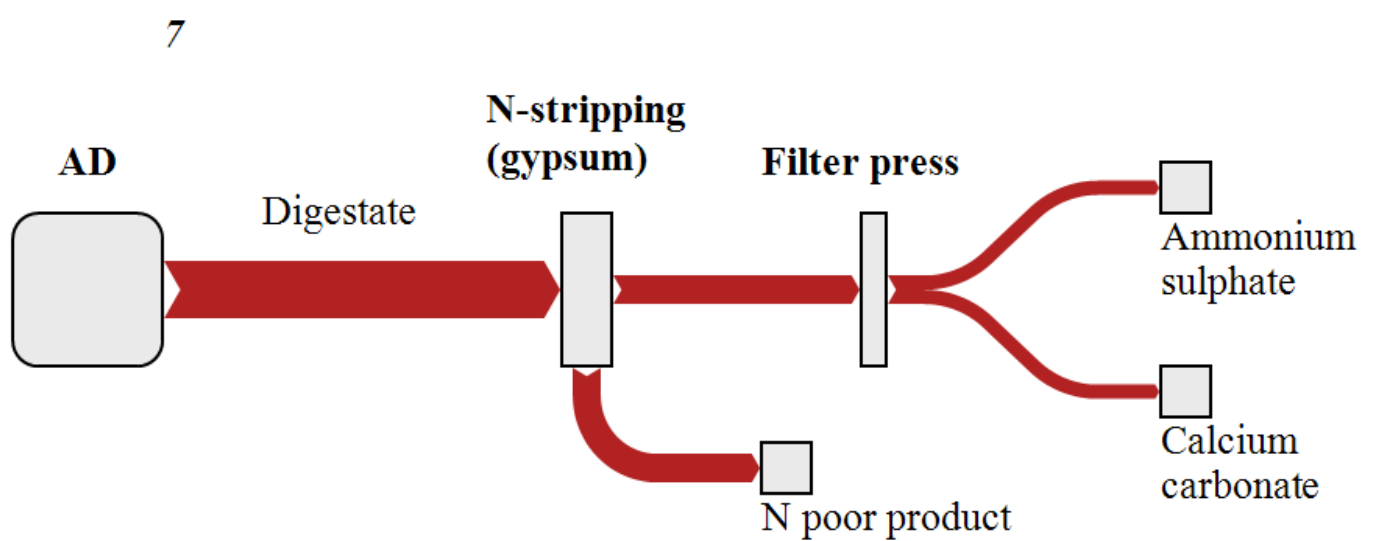 7
AD
Digestate
N-stripping
(gypsum)
Filter press
Ammonium
sulphate
Calcium
carbonate
N poor product